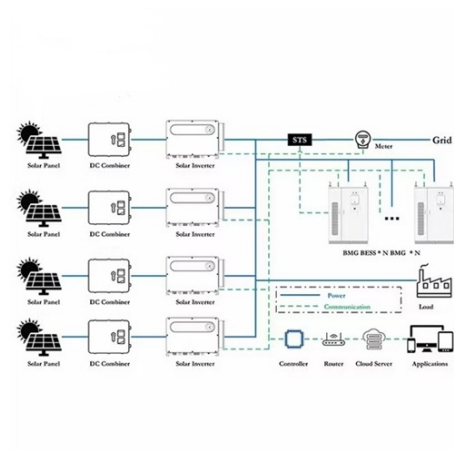 STS
Grid
Meter
Solar Panel DC Combiner Solar Inverter
Solar Panel DC Combiner Solar Inverter
BMG BESS * N BMG * N
Solar Panel DC Combiner Solar Inverter
Power
Communication
Load
Solar Panel DC Combiner Solar Inverter
Controller Router Cloud Server Applications